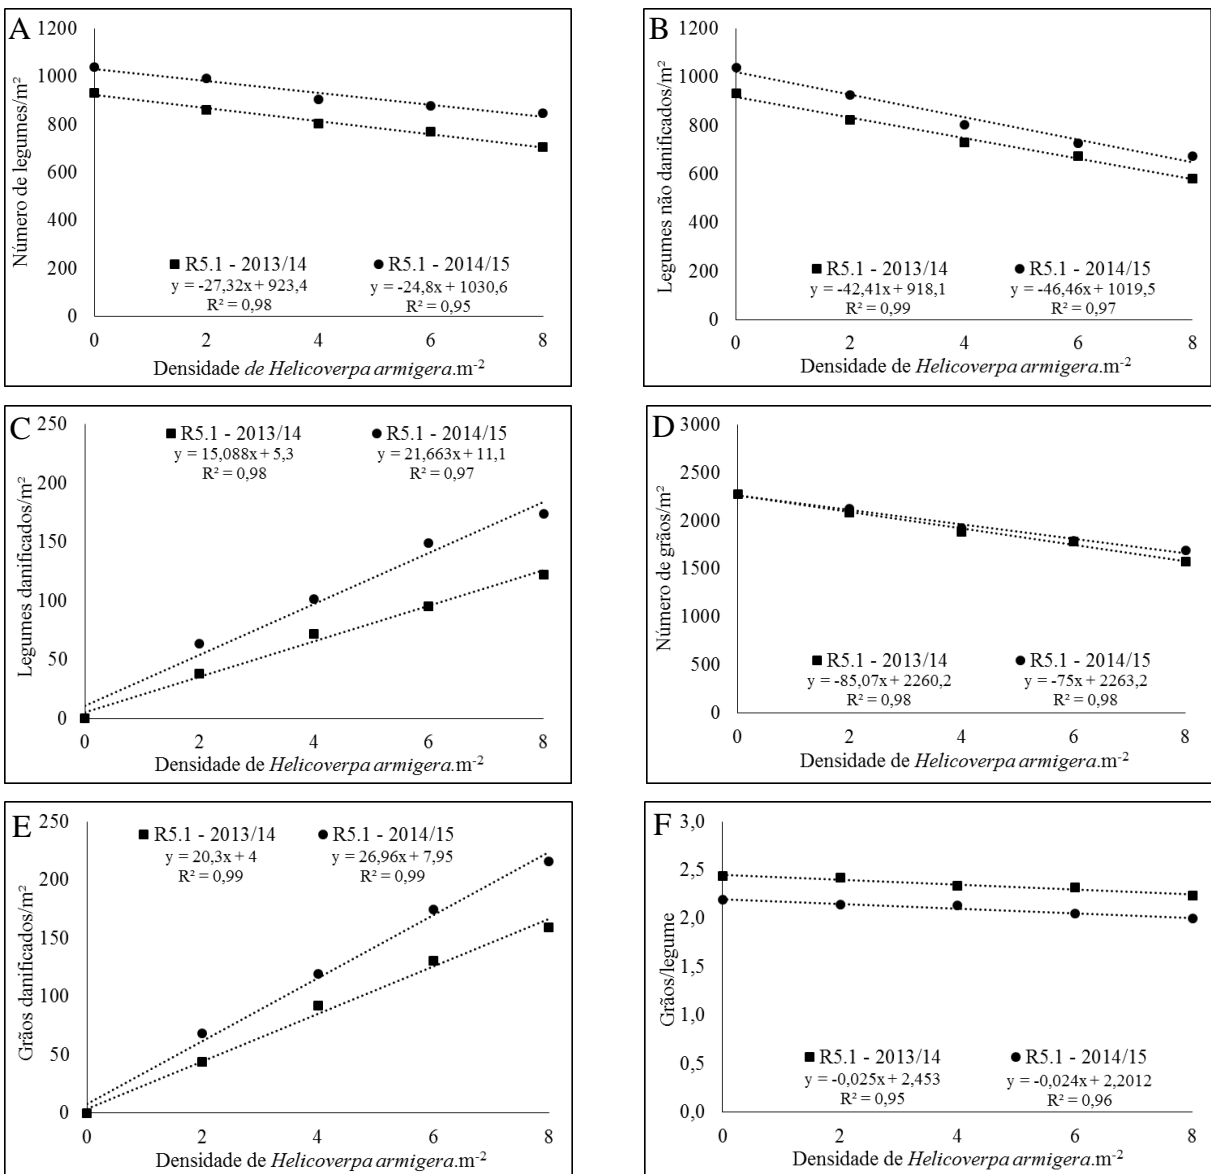 A
Número de legumes/m²
1200
1000
800
600
400
200
0
R5.1 - 2013/14
y = -27,32x + 923,4
R² = 0,98
R5.1 - 2014/15
y = -24,8x + 1030,6
R² = 0,95
0 2 4 6 8
Densidade de Helicoverpa armigera.m⁻²
B
Legumes não danificados/m²
1200
1000
800
600
400
200
0
R5.1 - 2013/14
y = -42,41x + 918,1
R² = 0,99
R5.1 - 2014/15
y = -46,46x + 1019,5
R² = 0,97
0 2 4 6 8
Densidade de Helicoverpa armigera.m⁻²
C
Legumes danificados/m²
250
200
150
100
50
0
R5.1 - 2013/14
y = 15,088x + 5,3
R² = 0,98
R5.1 - 2014/15
y = 21,663x + 11,1
R² = 0,97
0 2 4 6 8
Densidade de Helicoverpa armigera.m⁻²
D
Número de grãos/m²
3000
2500
2000
1500
1000
500
0
R5.1 - 2013/14
y = -85,07x + 2260,2
R² = 0,98
R5.1 - 2014/15
y = -75x + 2263,2
R² = 0,98
0 2 4 6 8
Densidade de Helicoverpa armigera.m⁻²
E
Grãos danificados/m²
250
200
150
100
50
0
R5.1 - 2013/14
y = 20,3x + 4
R² = 0,99
R5.1 - 2014/15
y = 26,96x + 7,95
R² = 0,99
0 2 4 6 8
Densidade de Helicoverpa armigera.m⁻²
F
Grãos/legume
3,0
2,5
2,0
1,5
1,0
0,5
0,0
R5.1 - 2013/14
y = -0,025x + 2,453
R² = 0,95
R5.1 - 2014/15
y = -0,024x + 2,2012
R² = 0,96
0 2 4 6 8
Densidade de Helicoverpa armigera.m⁻²